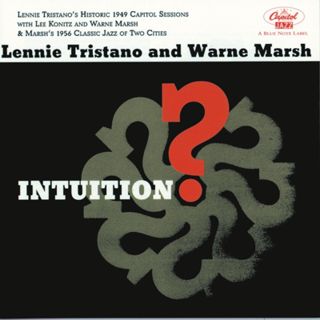 LENNIE TRISTANO'S HISTORIC 1949 CAPITOL SESSIONS
WITH LEE KONITZ AND WARNE MARSH
& MARSH'S 1956 CLASSIC JAZZ OF TWO CITIES
Capitol
JAZZ
A BLUE NOTE LABEL
Lennie Tristano and Warne Marsh
INTUITION?